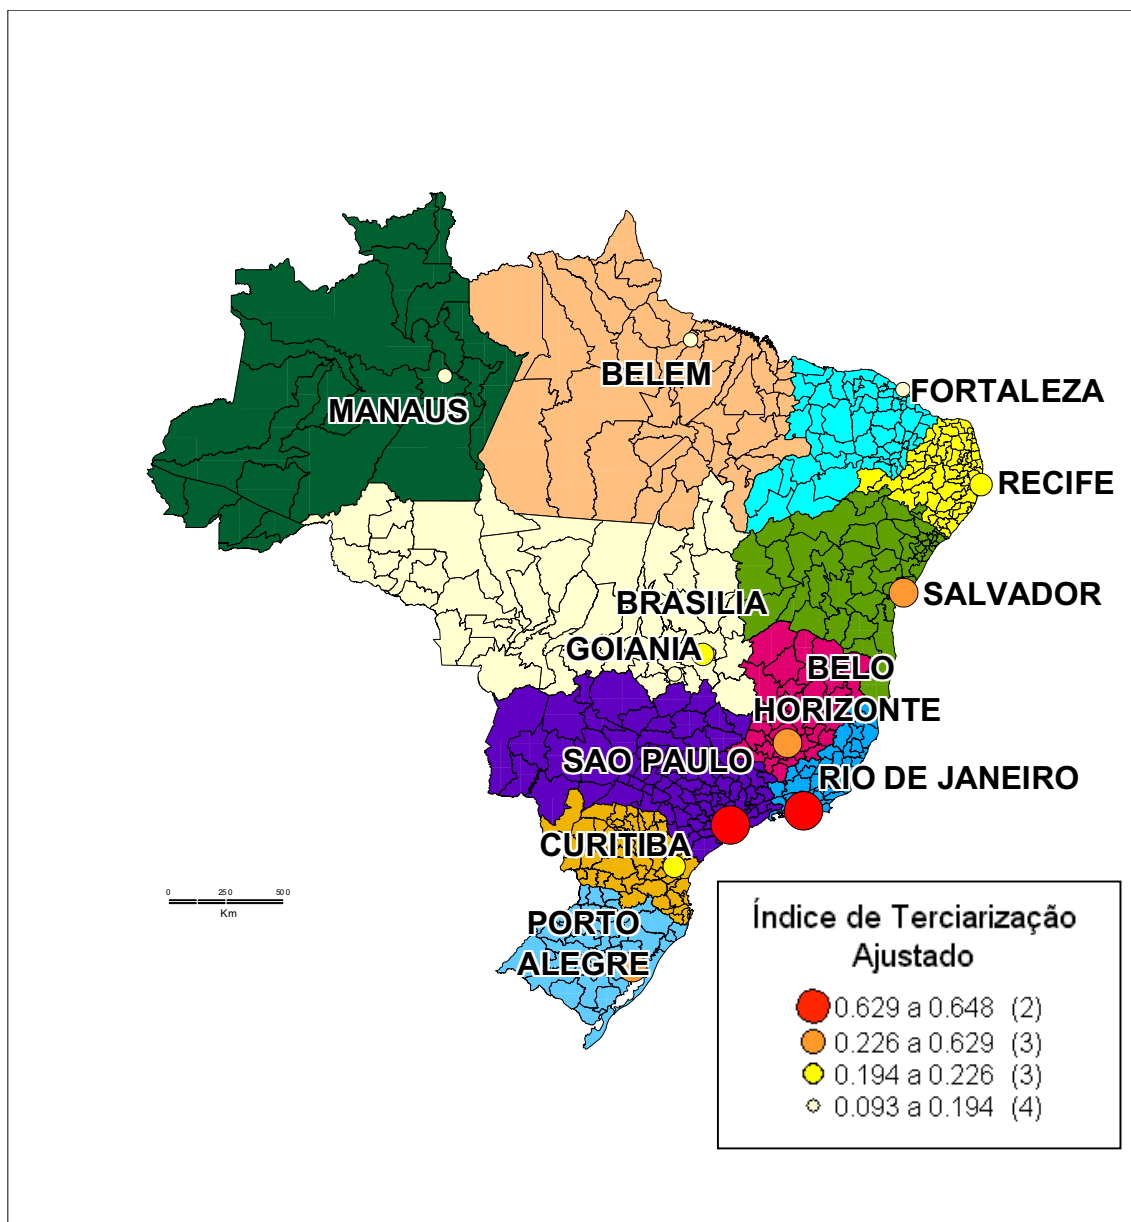 BELEM
MANAUS
FORTALEZA
RECIFE
SALVADOR
BRASILIA
GOIANIA
BELO
HORIZONTE
SAO PAULO
RIO DE JANEIRO
CURITIBA
0 250 500
Km
PORTO
ALEGRE
Índice de Terciarização
Ajustado
0.629 a 0.648 (2)
0.226 a 0.629 (3)
0.194 a 0.226 (3)
0.093 a 0.194 (4)